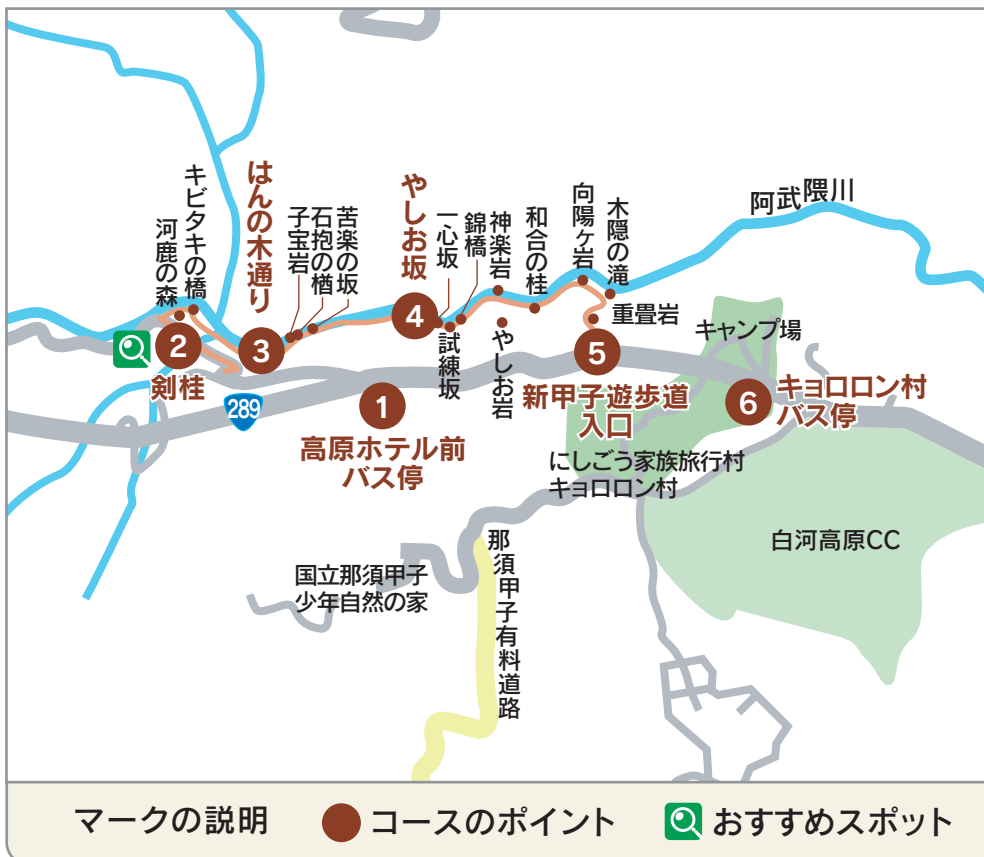 キビタキの橋
河鹿の森
はんの木通り
子宝岩
石抱の楢
苦楽の坂
やしお坂
一心坂
錦橋
神楽岩
和合の桂
向陽ヶ岩
木隠の滝
阿武隈川
重畳岩
キャンプ場
試練坂
やしお岩
2
剣桂
3
4
5
新甲子遊歩道
入口
6
キョロロン村
バス停
289
1
高原ホテル前
バス停
にしごう家族旅行村
キョロロン村
白河高原CC
国立那須甲子
少年自然の家
那須甲子有料道路
マークの説明
コースのポイント
おすすめスポット